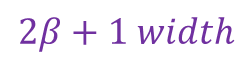 2β + 1 width